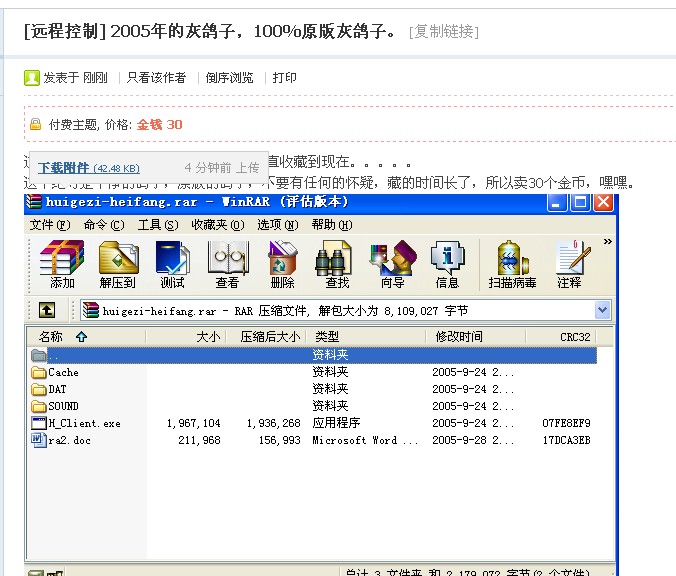 [远程控制] 2005年的灰鸽子，100%原版灰鸽子。 [复制链接]
发表于 刚刚 只看该作者 倒序浏览 打印
付费主题, 价格: 金钱 30
下载附件 (42.48 KB) 4 分钟前 上传
直收藏到现在。。。。。
不要有任何的怀疑，藏的时间长了，所以卖30个金币，嘿嘿。
huigezi-heifang.rar - WinRAR (评估版本)
文件(F) 命令(C) 工具(S) 收藏夹(O) 选项(N) 帮助(H)
添加 解压到 测试 查看 删除 查找 向导 信息 扫描病毒 注释
huigezi-heifang.rar - RAR 压缩文件, 解包大小为 8,109,027 字节
名称 大小 压缩后大小 类型 修改时间 CRC32
.. 资料夹
Cache 资料夹 2005-9-24 2...
DAT 资料夹 2005-9-24 2...
SOUND 资料夹 2005-9-24 2...
H_Client.exe 1,967,104 1,936,268 应用程序 2005-9-24 2... 07FE8EF9
ra2.doc 211,968 156,993 Microsoft Word ... 2005-9-28 2... 17DCA3EB
总计 3 文件夹 和 2,179,072 字节(2 个文件)